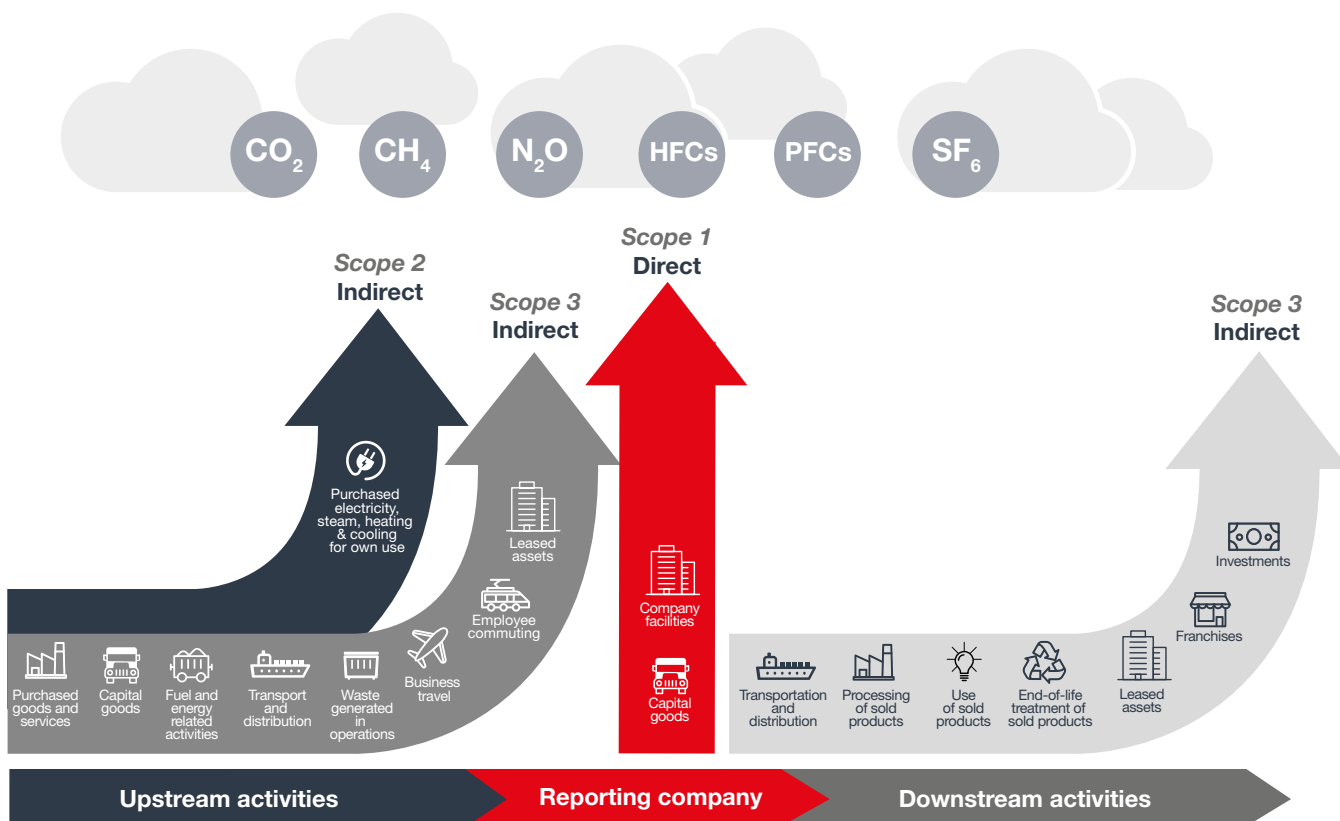 CO₂
CH₄
N₂O
HFCs
PFCs
SF₆
Scope 2
Indirect
Scope 3
Indirect
Scope 1
Direct
Scope 3
Indirect
Purchased
electricity,
steam, heating
& cooling
for own use
Purchased
goods and
services
Capital
goods
Fuel and
energy
related
activities
Transport
and
distribution
Waste
generated
in
operations
Business
travel
Employee
commuting
Leased
assets
Company
facilities
Capital
goods
Transportation
and
distribution
Processing
of sold
products
Use
of sold
products
End-of-life
treatment of
sold products
Leased
assets
Franchises
Investments
Upstream activities
Reporting company
Downstream activities